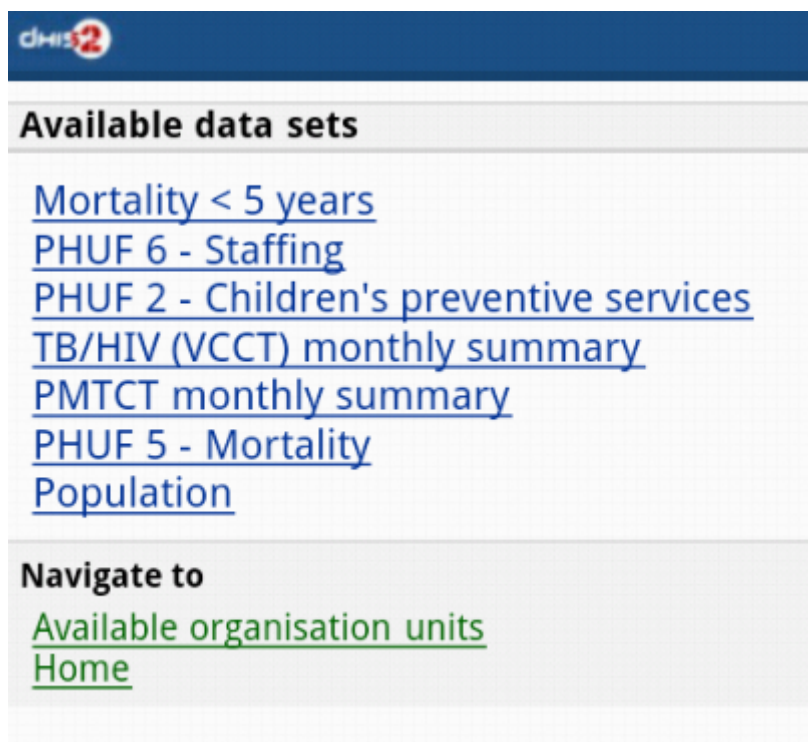 dHIS2
Available data sets
Mortality < 5 years
PHUF 6 - Staffing
PHUF 2 - Children's preventive services
TB/HIV (VCCT) monthly summary
PMTCT monthly summary
PHUF 5 - Mortality
Population
Navigate to
Available organisation units
Home